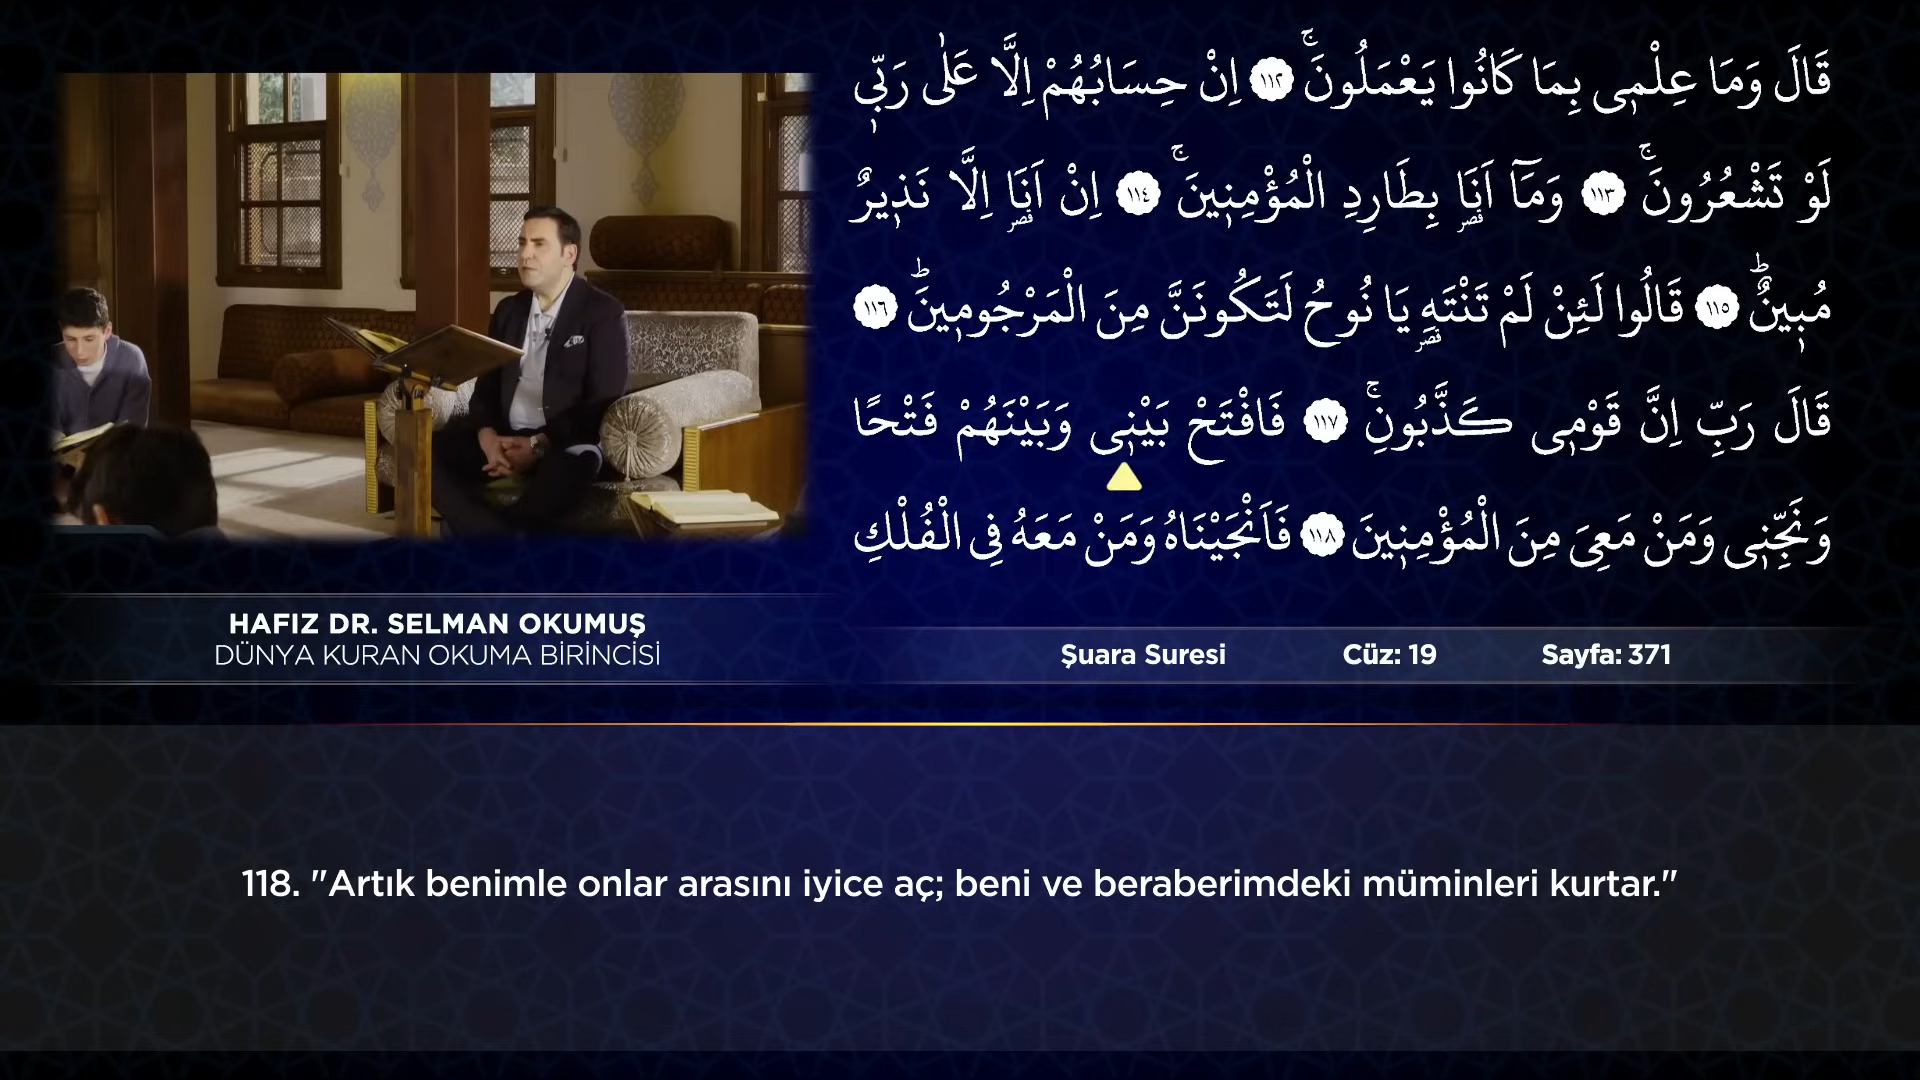 قَالَ وَمَا عِلْمٖى بِمَا كَانُوا يَعْمَلُونَۚ ﴿١١٢﴾ اِنْ حِسَابُهُمْ اِلَّا عَلٰى رَبّٖى
لَوْ تَشْعُرُونَۚ ﴿١١٣﴾ وَمَٓا اَنَا۬ بِطَارِدِ الْمُؤْمِنٖينَۚ ﴿١١٤﴾ اِنْ اَنَا۬ اِلَّا نَذٖيرٌ
مُبٖينٌۜ ﴿١١٥﴾ قَالُوا لَئِنْ لَمْ تَنْتَهِ يَا نُوحُ لَتَكُونَنَّ مِنَ الْمَرْجُومٖينَۜ ﴿١١٦﴾
قَالَ رَبِّ اِنَّ قَوْمٖى كَذَّبُونِۚ ﴿١١٧﴾ فَافْتَحْ بَيْنٖى وَبَيْنَهُمْ فَتْحًا
وَنَجِّنٖى وَمَنْ مَعِىَ مِنَ الْمُؤْمِنٖينَ ﴿١١٨﴾ فَاَنْجَيْنَاهُ وَمَنْ مَعَهُ فِى الْفُلْكِ
HAFIZ DR. SELMAN OKUMUŞ
DÜNYA KURAN OKUMA BİRİNCİSİ
Şuara Suresi Cüz: 19 Sayfa: 371
118. "Artık benimle onlar arasını iyice aç; beni ve beraberimdeki müminleri kurtar."